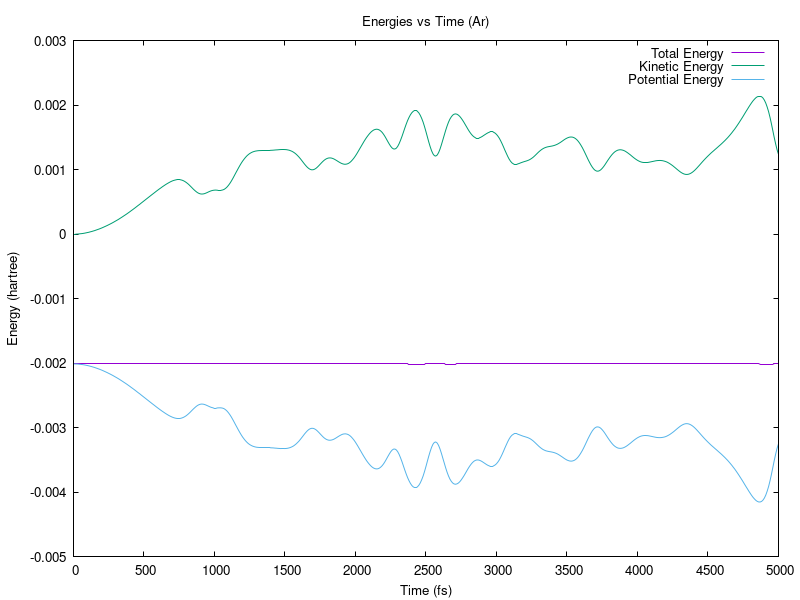 Energies vs Time (Ar)
0.003
Total Energy
Kinetic Energy
Potential Energy
0.002
0.001
0
-0.001
Energy (hartree)
-0.002
-0.003
-0.004
-0.005
0 500 1000 1500 2000 2500 3000 3500 4000 4500 5000
Time (fs)